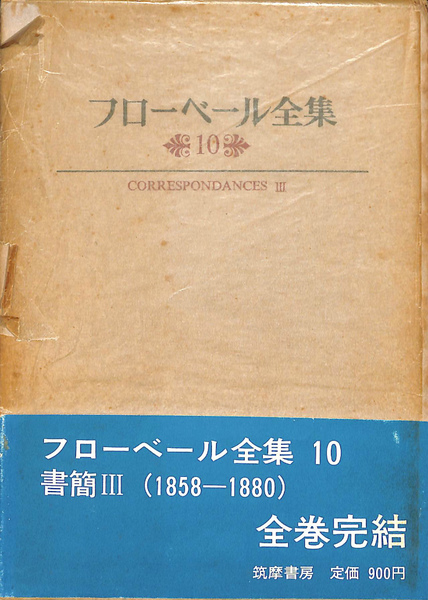 フローベール全集
10
CORRESPONDANCES III
フローベール全集 10
書簡III (1858—1880)
全巻完結
筑摩書房 定価 900円